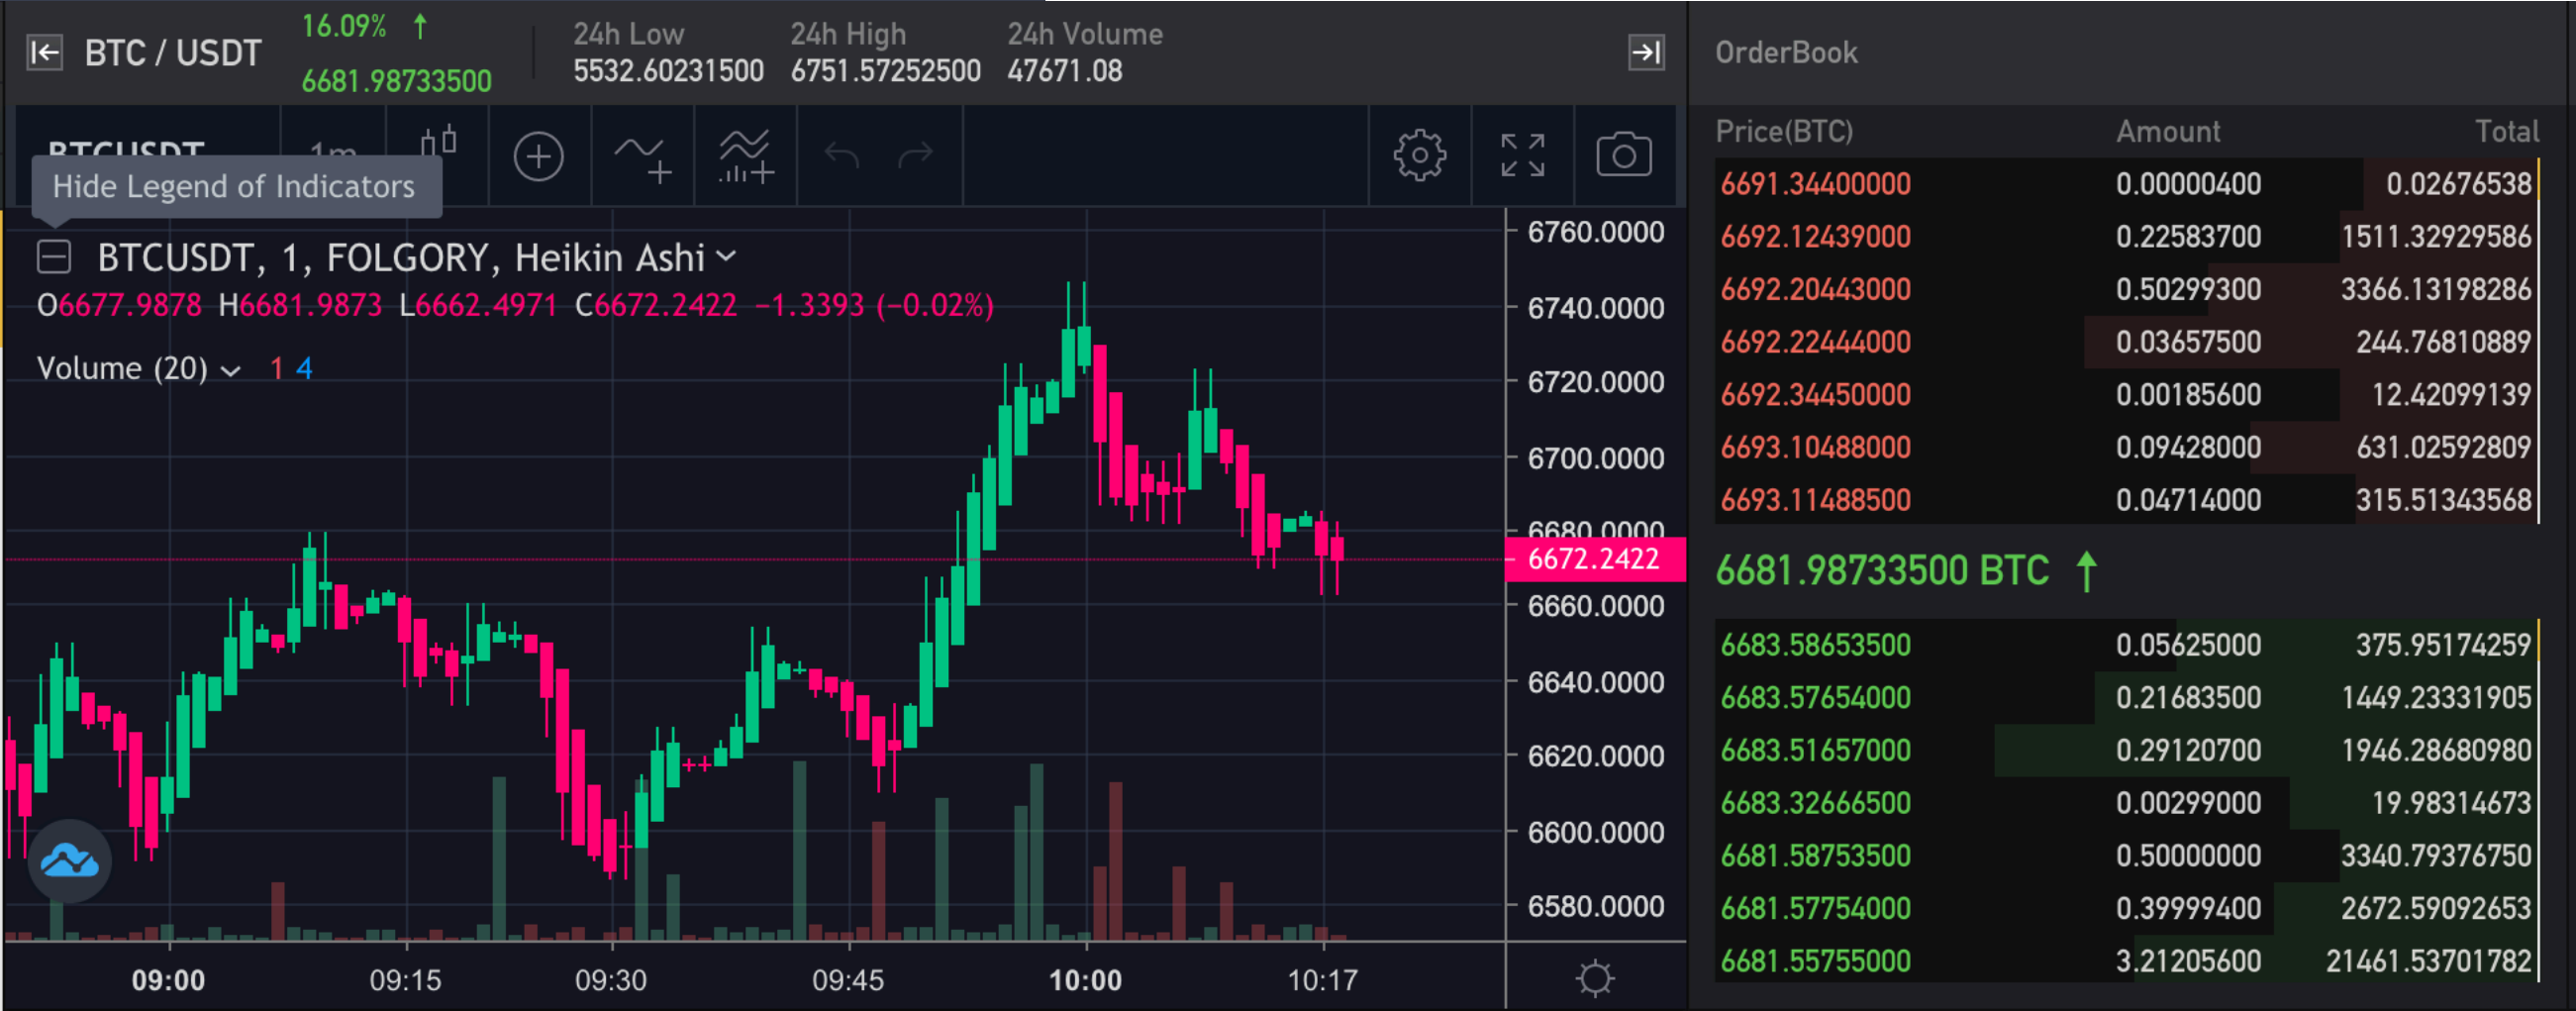 BTC / USDT
16.09% ↑
6681.98733500
24h Low
5532.60231500
24h High
6751.57252500
24h Volume
47671.08
BTCUSDT
1m
Hide Legend of Indicators
BTCUSDT, 1, FOLGORY, Heikin Ashi
O6677.9878 H6681.9873 L6662.4971 C6672.2422 −1.3393 (−0.02%)
Volume (20) 1 4
6760.0000
6740.0000
6720.0000
6700.0000
6680.0000
6672.2422
6660.0000
6640.0000
6620.0000
6600.0000
6580.0000
09:00 09:15 09:30 09:45 10:00 10:17
OrderBook
Price(BTC) Amount Total
6691.34400000 0.00000400 0.02676538
6692.12439000 0.22583700 1511.32929586
6692.20443000 0.50299300 3366.13198286
6692.22444000 0.03657500 244.76810889
6692.34450000 0.00185600 12.42099139
6693.10488000 0.09428000 631.02592809
6693.11488500 0.04714000 315.51343568
6681.98733500 BTC ↑
6683.58653500 0.05625000 375.95174259
6683.57654000 0.21683500 1449.23331905
6683.51657000 0.29120700 1946.28680980
6683.32666500 0.00299000 19.98314673
6681.58753500 0.50000000 3340.79376750
6681.57754000 0.39999400 2672.59092653
6681.55755000 3.21205600 21461.53701782